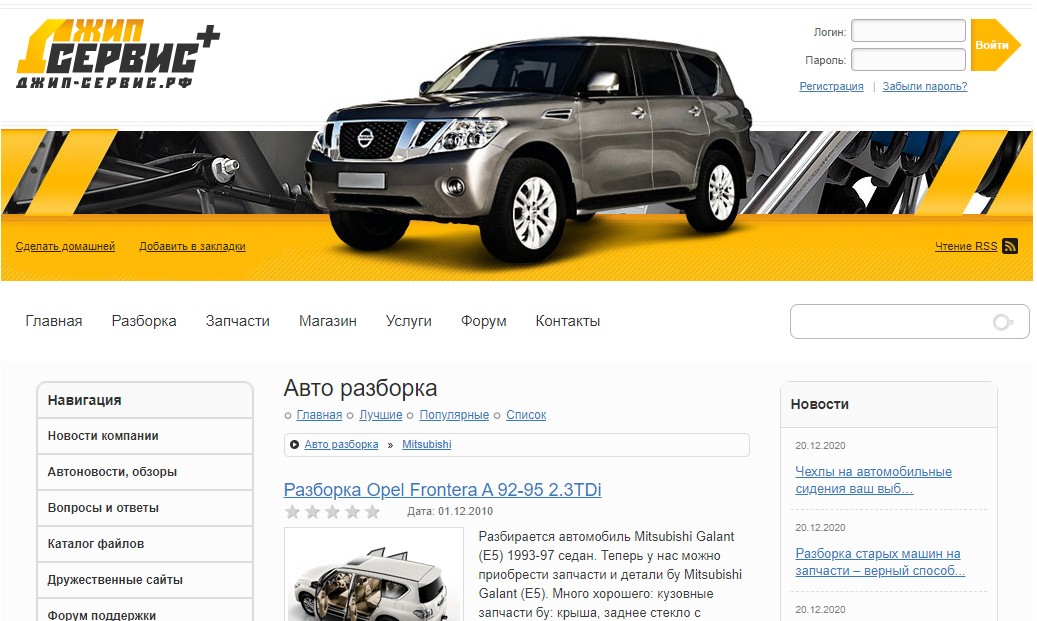 ДЖИП
СЕРВИС+
ДЖИП-СЕРВИС.РФ
Логин:
Пароль:
Войти
Регистрация | Забыли пароль?
Сделать домашней
Добавить в закладки
Чтение RSS
Главная
Разборка
Запчасти
Магазин
Услуги
Форум
Контакты
Навигация
Новости компании
Автоновости, обзоры
Вопросы и ответы
Каталог файлов
Дружественные сайты
Форум поддержки
Авто разборка
Главная Лучшие Популярные Список
Авто разборка » Mitsubishi
Разборка Opel Frontera A 92-95 2.3TDi
Дата: 01.12.2010
Разбирается автомобиль Mitsubishi Galant
(E5) 1993-97 седан. Теперь у нас можно
приобрести запчасти и детали бу Mitsubishi
Galant (E5). Много хорошего: кузовные
запчасти бу: крыша, заднее стекло с
Новости
20.12.2020
Чехлы на автомобильные
сидения ваш выб…
20.12.2020
Разборка старых машин на
запчасти – верный способ...
20.12.2020